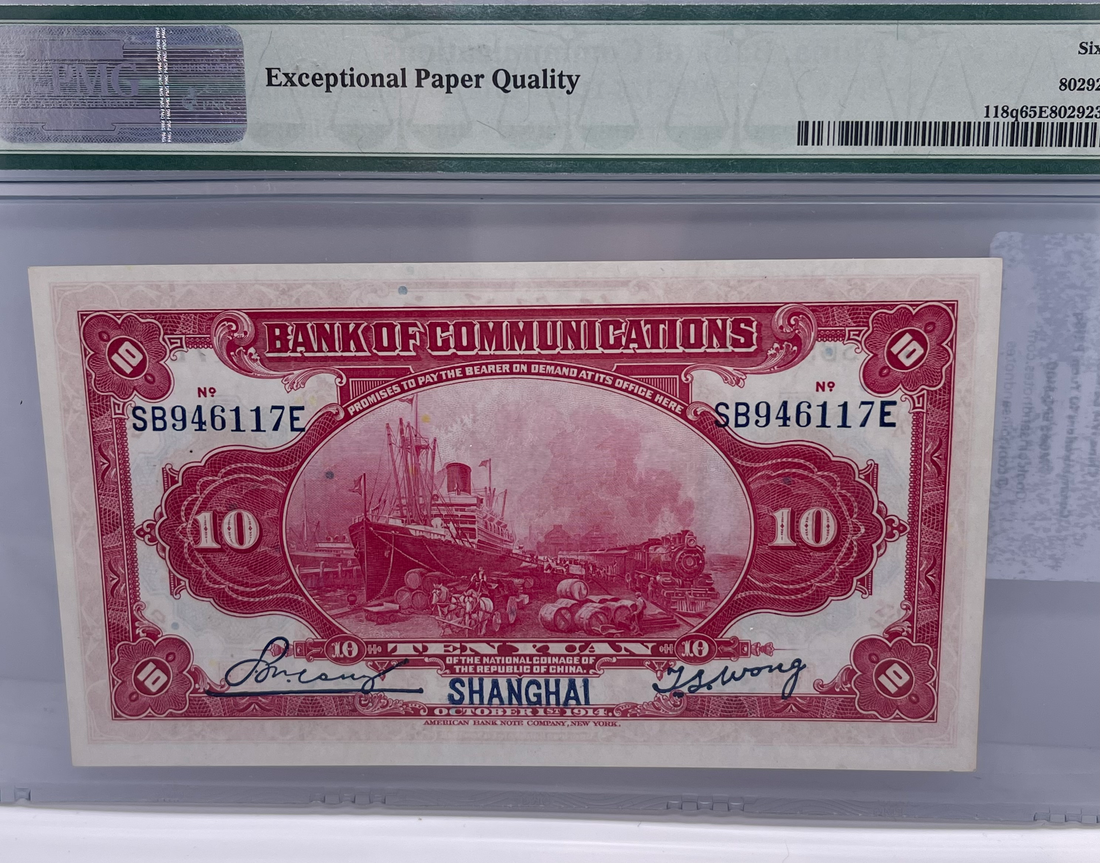 PMG
Exceptional Paper Quality
Six
80292
118q65E802923
BANK OF COMMUNICATIONS
PROMISES TO PAY THE BEARER ON DEMAND AT ITS OFFICE HERE
10
10
Nº
Nº
SB946117E
SB946117E
10
10
10
TEN YUAN
10
OF THE NATIONAL COINAGE OF
THE REPUBLIC OF CHINA.
T.S. Wong
SHANGHAI
10
10
OCTOBER 1ST 1914.
AMERICAN BANK NOTE COMPANY, NEW YORK.